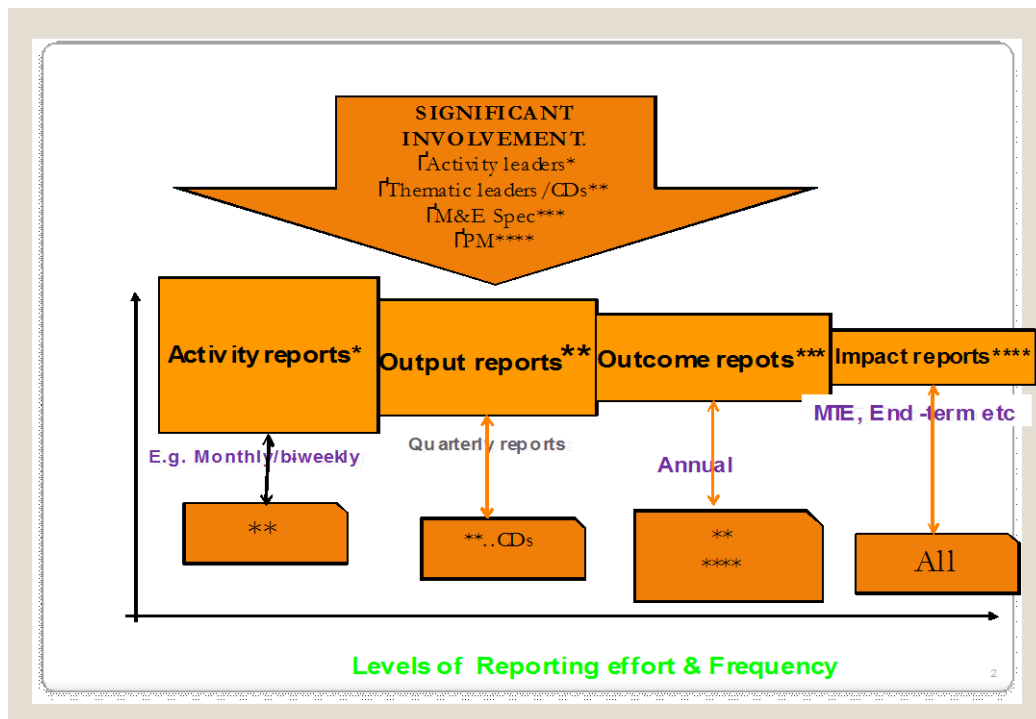 SIGNIFICANT
INVOLVEMENT.
Activity leaders*
Thematic leaders /CDs**
M&E Spec***
PM****
Activity reports*
Output reports**
Outcome repots***
Impact reports****
E.g. Monthly/biweekly
Quarterly reports
Annual
MTE, End -term etc
**
**..CDs
**
****
All
Levels of Reporting effort & Frequency
2